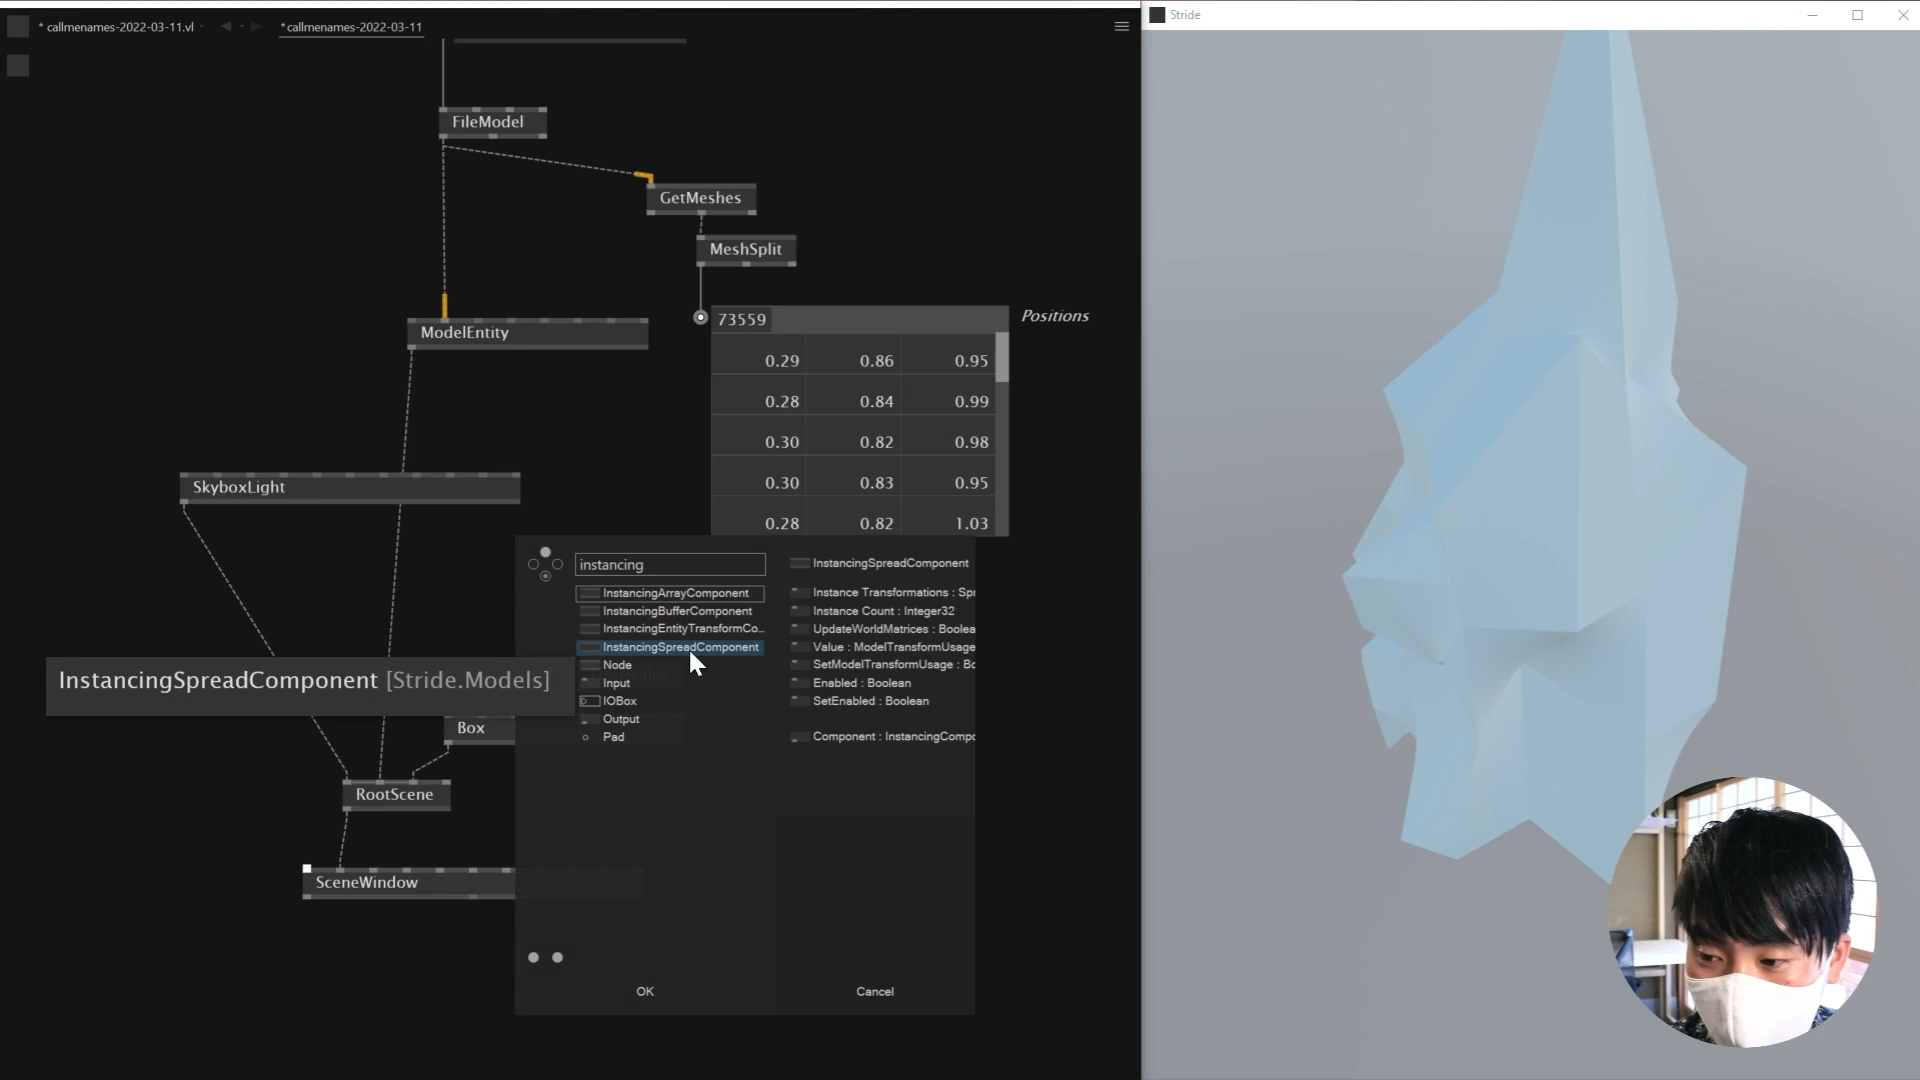 * callmenames-2022-03-11.vl
* callmenames-2022-03-11
Stride
FileModel
GetMeshes
MeshSplit
73559
Positions
0.29 0.86 0.95
0.28 0.84 0.99
0.30 0.82 0.98
0.30 0.83 0.95
0.28 0.82 1.03
ModelEntity
SkyboxLight
instancing
InstancingArrayComponent
InstancingBufferComponent
InstancingEntityTransformCo...
InstancingSpreadComponent
Node
Input
IOBox
Output
Pad
InstancingSpreadComponent
Instance Transformations : Spr
Instance Count : Integer32
UpdateWorldMatrices : Boolea
Value : ModelTransformUsage
SetModelTransformUsage : Bo
Enabled : Boolean
SetEnabled : Boolean
Component : InstancingCompo
InstancingSpreadComponent [Stride.Models]
Box
RootScene
SceneWindow
OK
Cancel